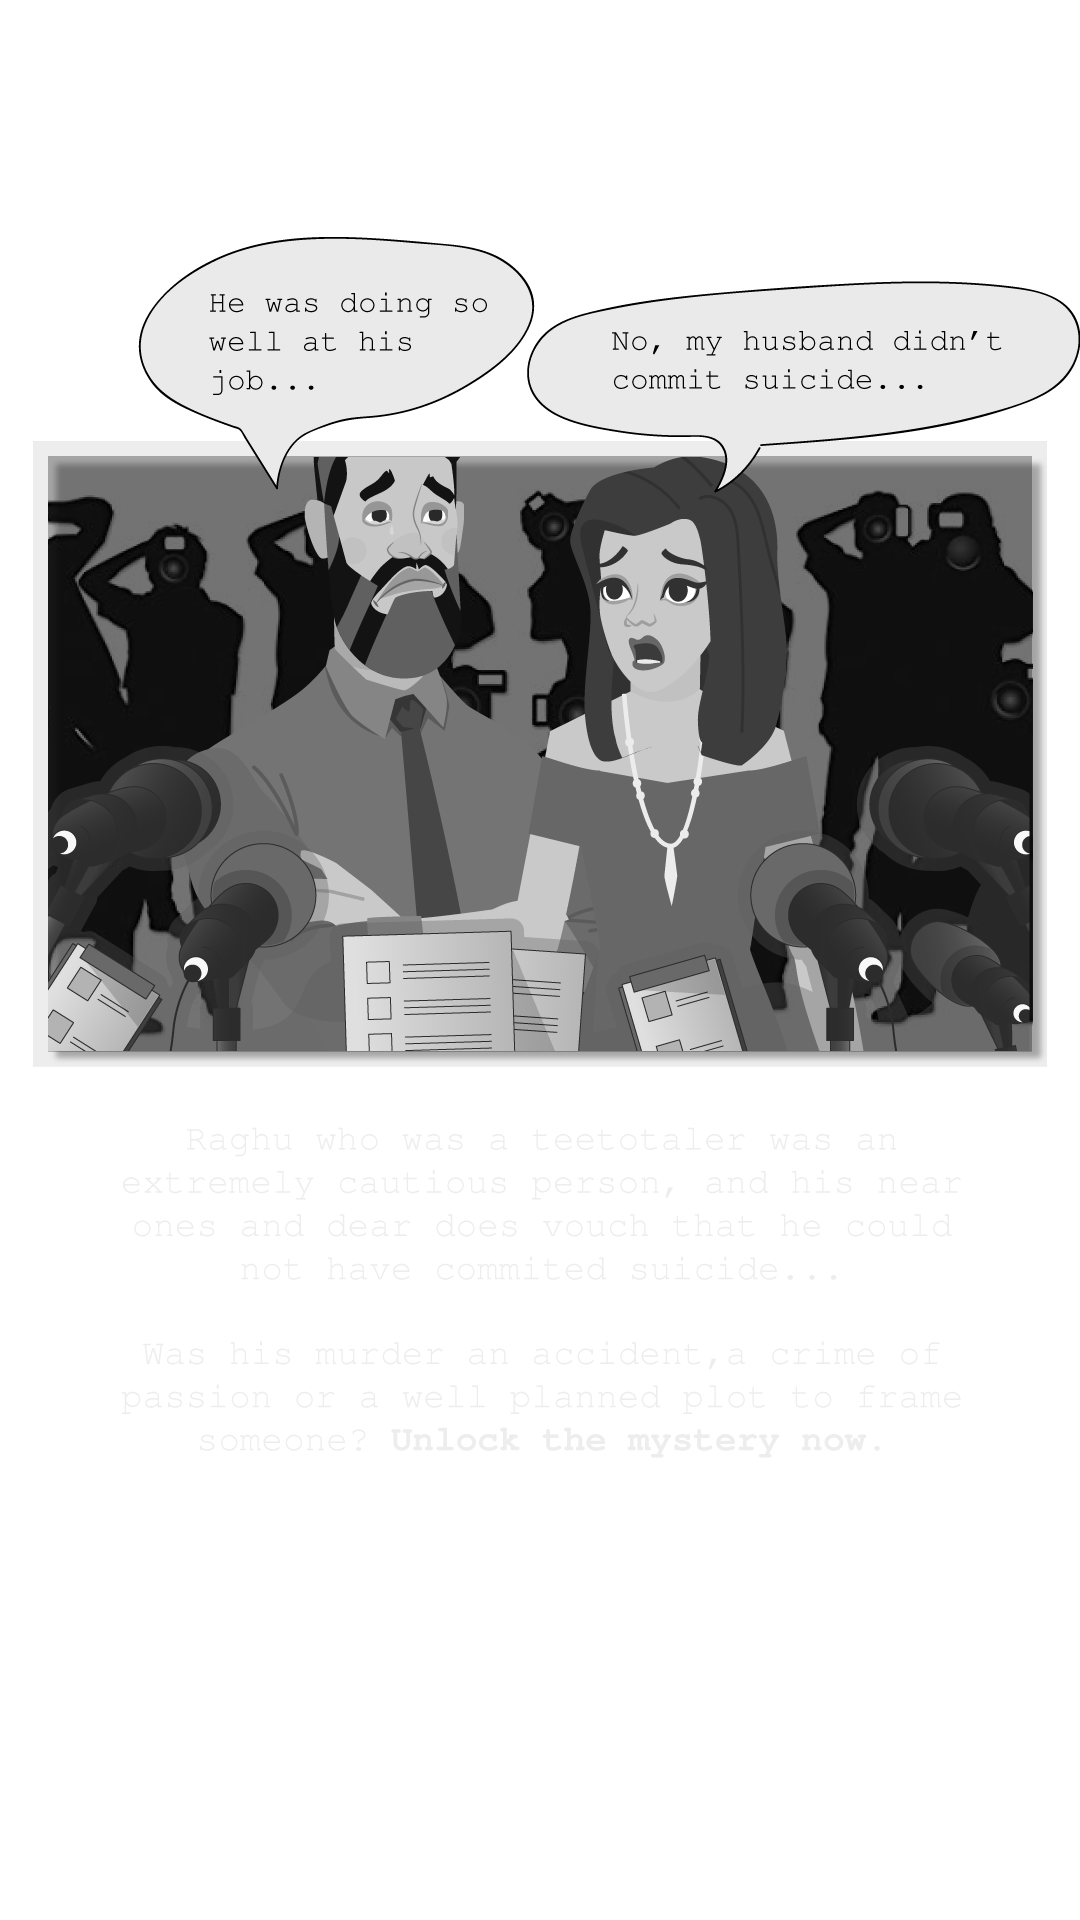 He was doing so
well at his
job...
No, my husband didn’t
commit suicide...
Raghu who was a teetotaler was an
extremely cautious person, and his near
ones and dear does vouch that he could
not have commited suicide...
Was his murder an accident,a crime of
passion or a well planned plot to frame
someone? Unlock the mystery now.